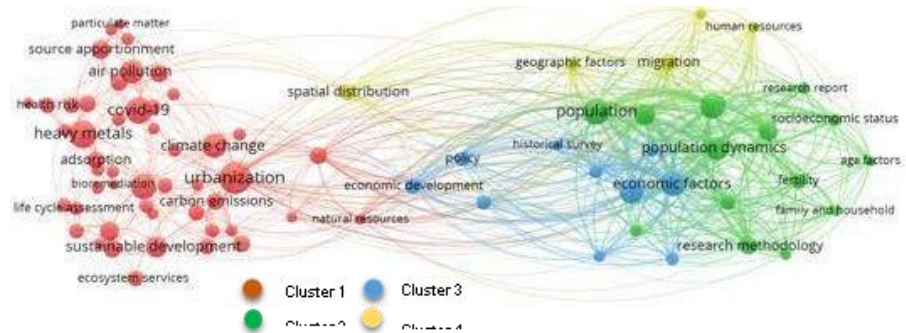 particulate matter
source apportionment
air pollution
health risk
covid-19
heavy metals
climate change
adsorption
urbanization
bioremediation
life cycle assessment
carbon emissions
sustainable development
ecosystem services
natural resources
spatial distribution
policy
economic development
historical survey
economic factors
human resources
geographic factors
migration
research report
population
socioeconomic status
population dynamics
age factors
fertility
family and household
research methodology
Cluster 1
Cluster 3